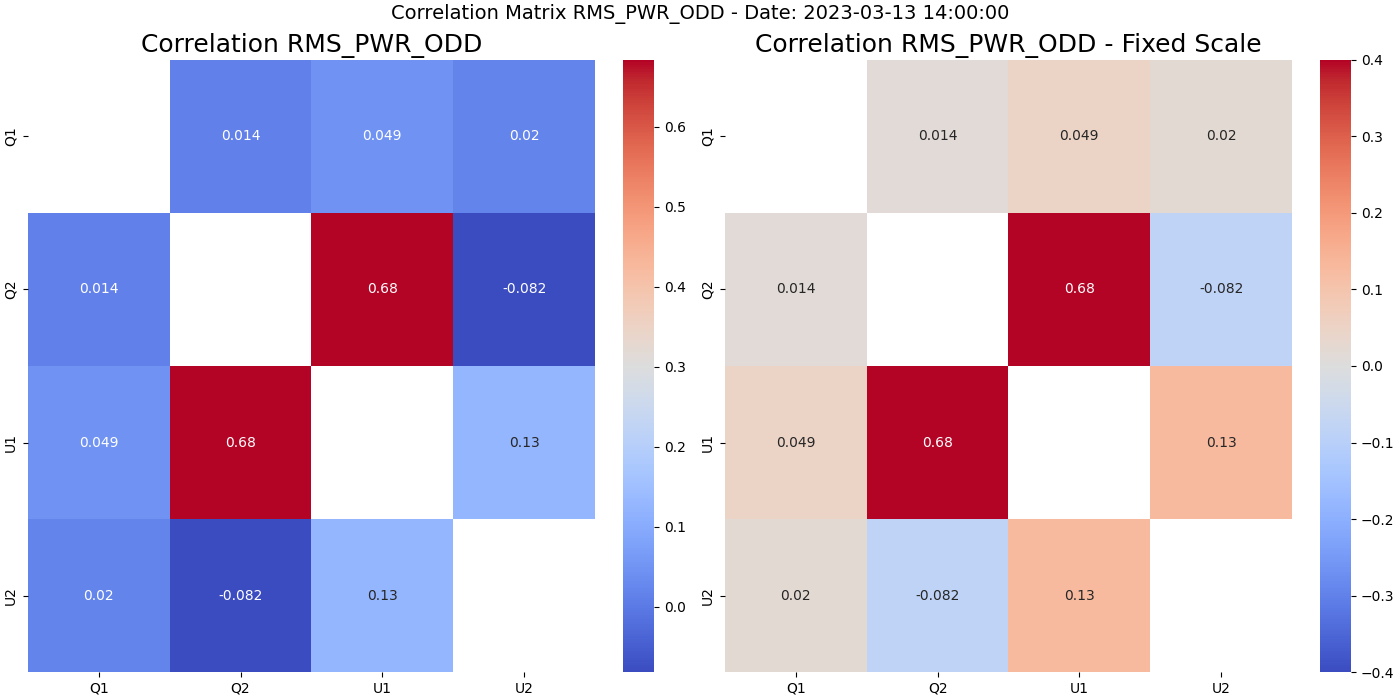 Correlation Matrix RMS_PWR_ODD - Date: 2023-03-13 14:00:00
Correlation RMS_PWR_ODD
Q1
0.014
0.049
0.02
Q2
0.014
0.68
-0.082
U1
0.049
0.68
0.13
U2
0.02
-0.082
0.13
Q1
Q2
U1
U2
0.6
0.5
0.4
0.3
0.2
0.1
0.0
Correlation RMS_PWR_ODD - Fixed Scale
Q1
0.014
0.049
0.02
Q2
0.014
0.68
-0.082
U1
0.049
0.68
0.13
U2
0.02
-0.082
0.13
Q1
Q2
U1
U2
0.4
0.3
0.2
0.1
0.0
−0.1
−0.2
−0.3
−0.4